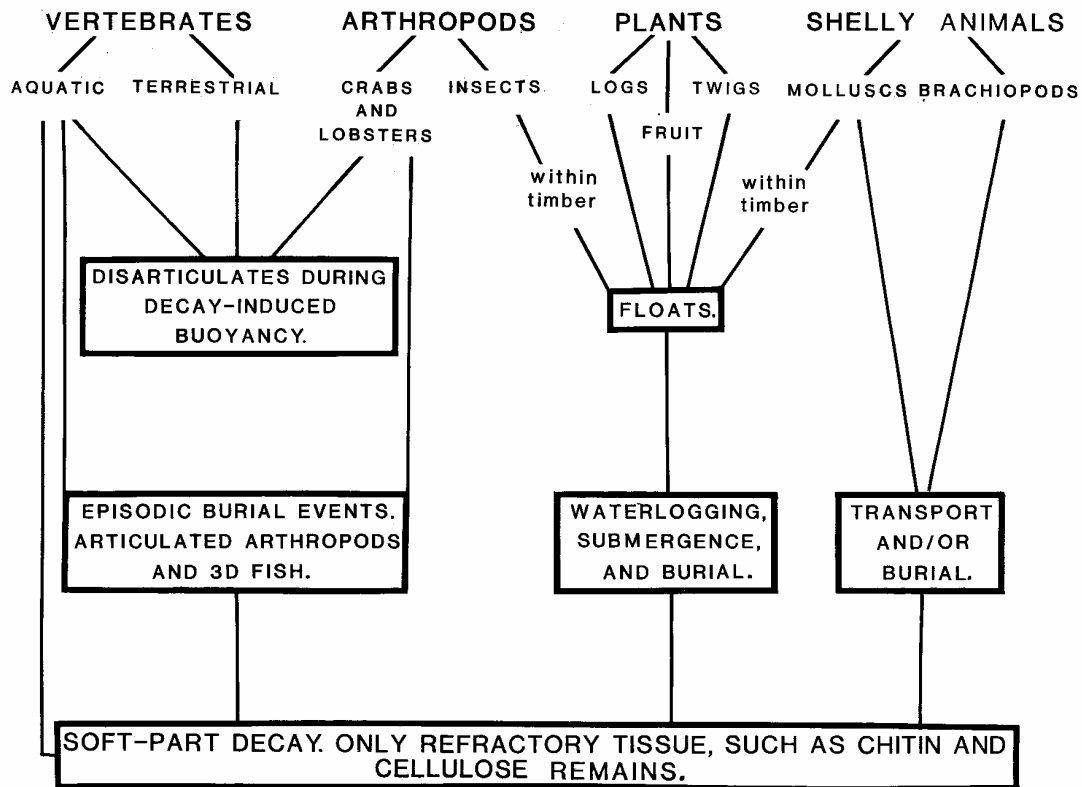 VERTEBRATES ARTHROPODS PLANTS SHELLY ANIMALS
AQUATIC TERRESTRIAL CRABS AND LOBSTERS INSECTS LOGS FRUIT TWIGS MOLLUSCS BRACHIOPODS
within
timber
within
timber
DISARTICULATES DURING
DECAY-INDUCED
BUOYANCY.
FLOATS.
EPISODIC BURIAL EVENTS.
ARTICULATED ARTHROPODS
AND 3D FISH.
WATERLOGGING,
SUBMERGENCE,
AND BURIAL.
TRANSPORT
AND/OR
BURIAL.
SOFT-PART DECAY. ONLY REFRACTORY TISSUE, SUCH AS CHITIN AND
CELLULOSE REMAINS.